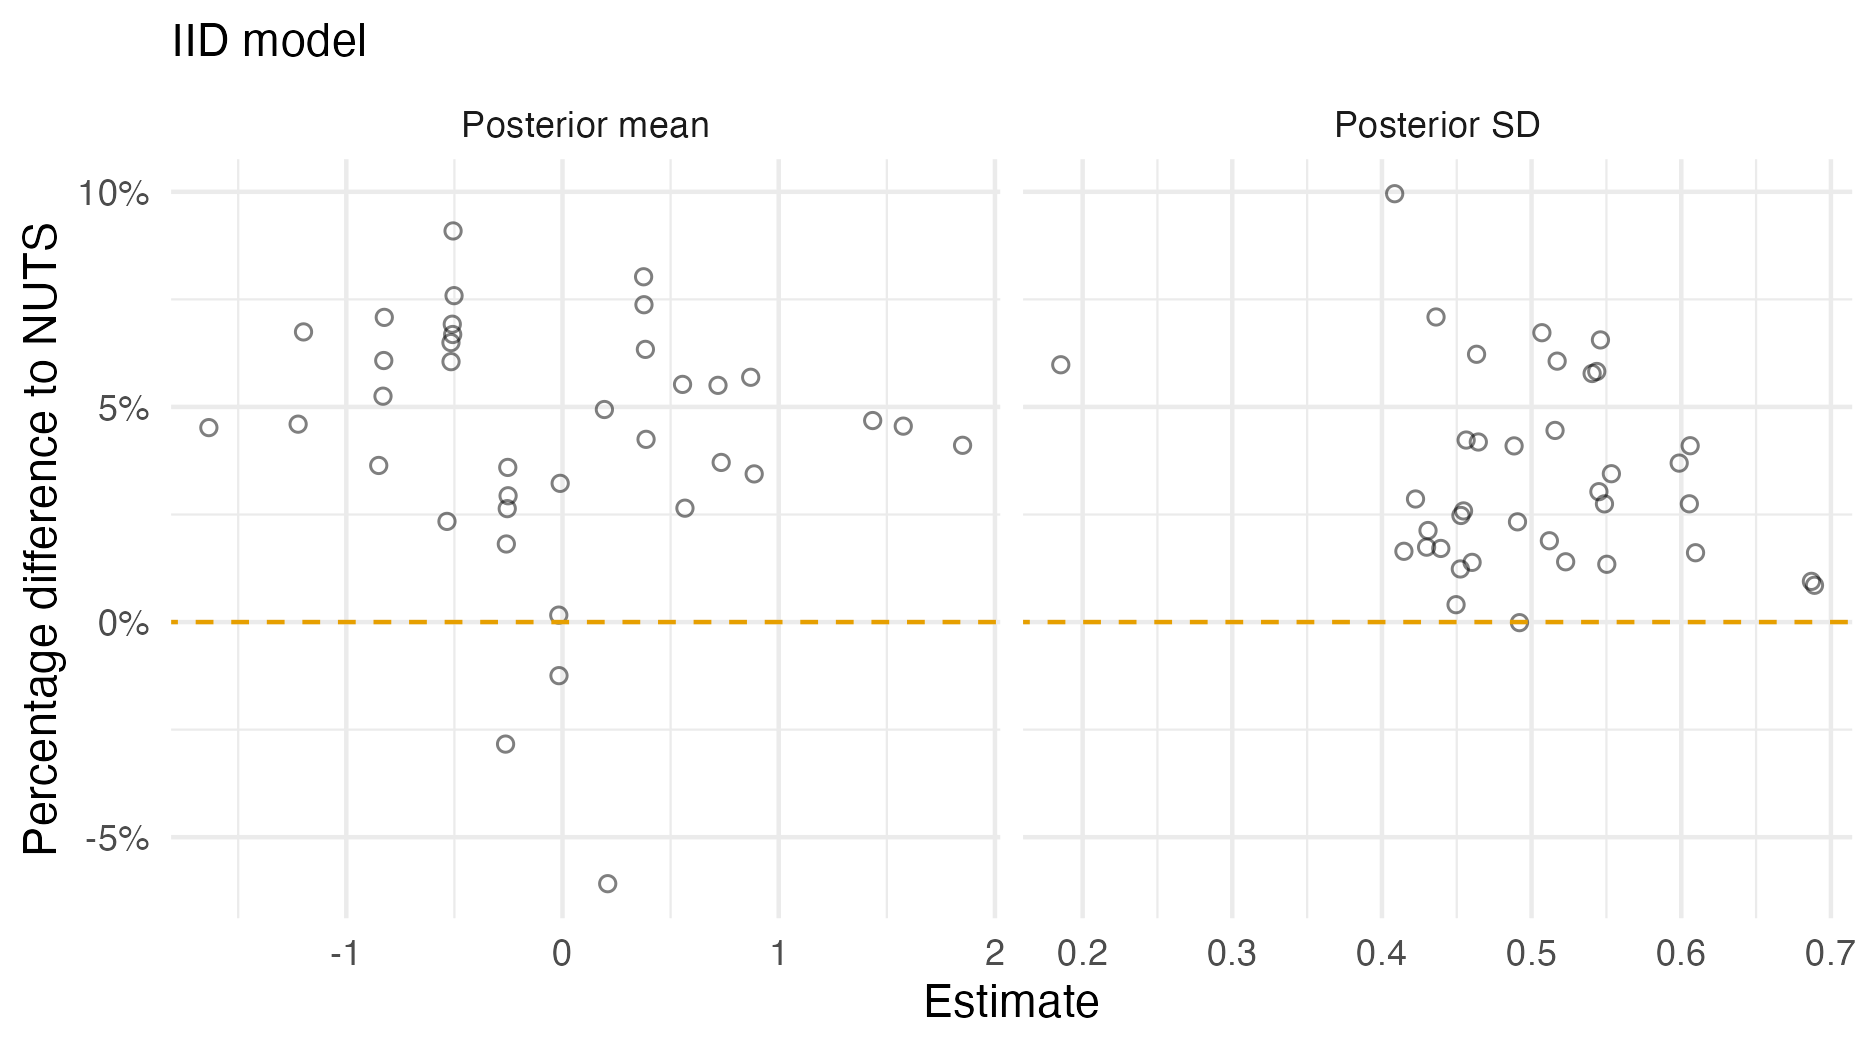 IID model
Posterior mean
Posterior SD
Percentage difference to NUTS
10%
5%
0%
-5%
-1 0 1 2
0.2 0.3 0.4 0.5 0.6 0.7
Estimate